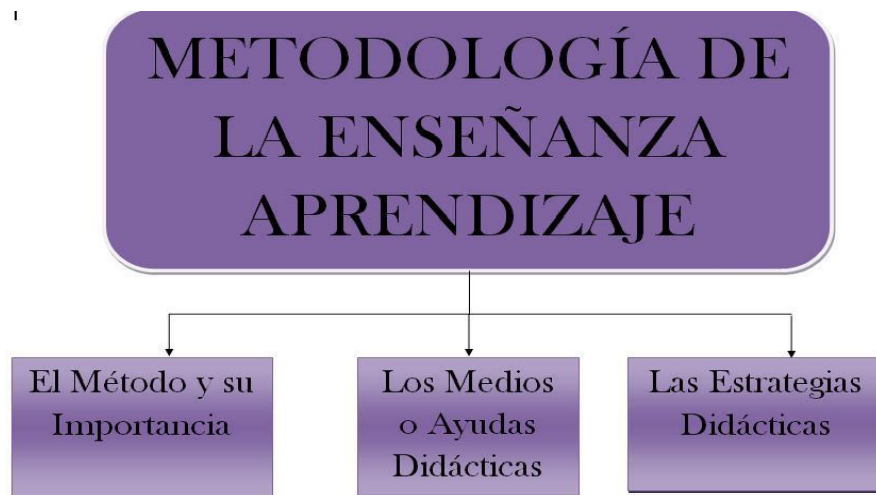 METODOLOGÍA DE
LA ENSEÑANZA
APRENDIZAJE
El Método y su
Importancia
Los Medios
o Ayudas
Didácticas
Las Estrategias
Didácticas